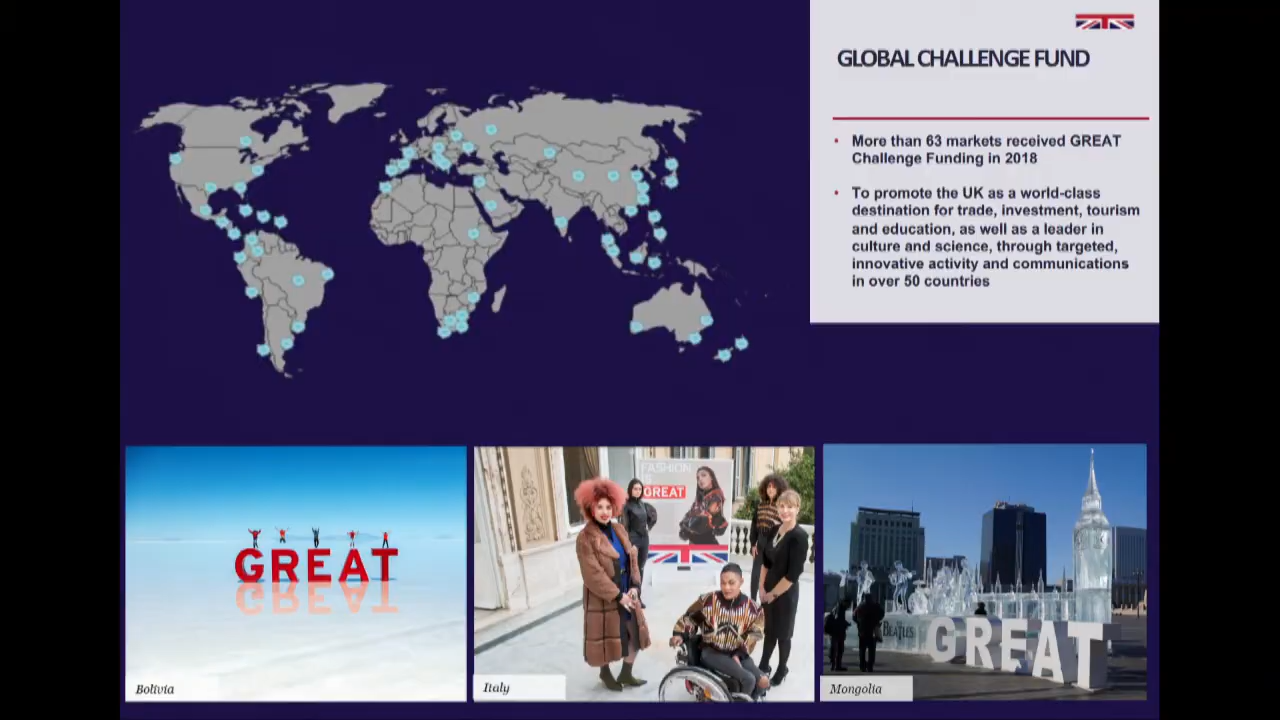 GLOBAL CHALLENGE FUND
More than 63 markets received GREAT
Challenge Funding in 2018
To promote the UK as a world-class
destination for trade, investment, tourism
and education, as well as a leader in
culture and science, through targeted,
innovative activity and communications
in over 50 countries
GREAT
Bolivia
FASHION
IS
GREAT
Italy
BEATLES
GREAT
Mongolia